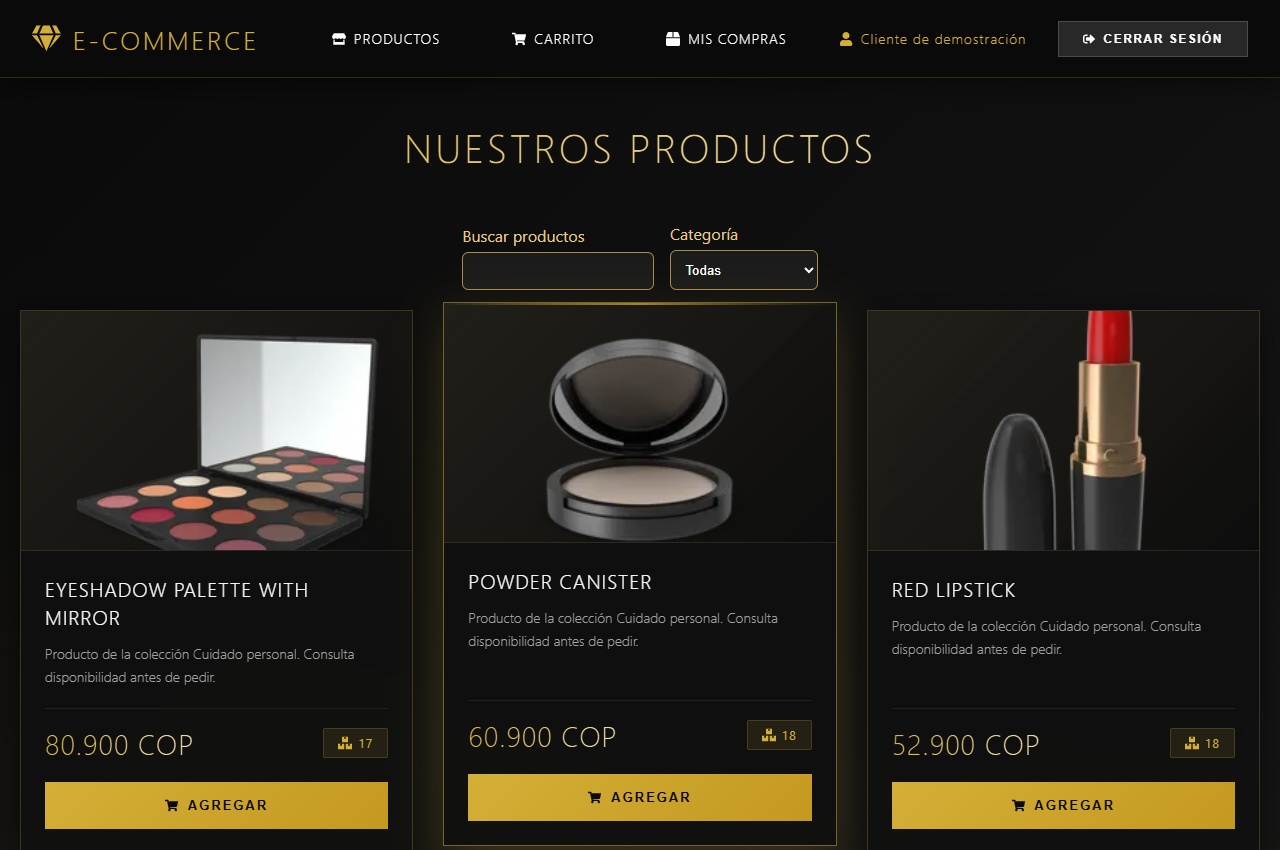 E-COMMERCE
PRODUCTOS
CARRITO
MIS COMPRAS
Cliente de demostración
CERRAR SESIÓN
NUESTROS PRODUCTOS
Buscar productos
Categoría
Todas
EYESHADOW PALETTE WITH
MIRROR
Producto de la colección Cuidado personal. Consulta
disponibilidad antes de pedir.
80.900 COP
17
AGREGAR
POWDER CANISTER
Producto de la colección Cuidado personal. Consulta
disponibilidad antes de pedir.
60.900 COP
18
AGREGAR
RED LIPSTICK
Producto de la colección Cuidado personal. Consulta
disponibilidad antes de pedir.
52.900 COP
18
AGREGAR